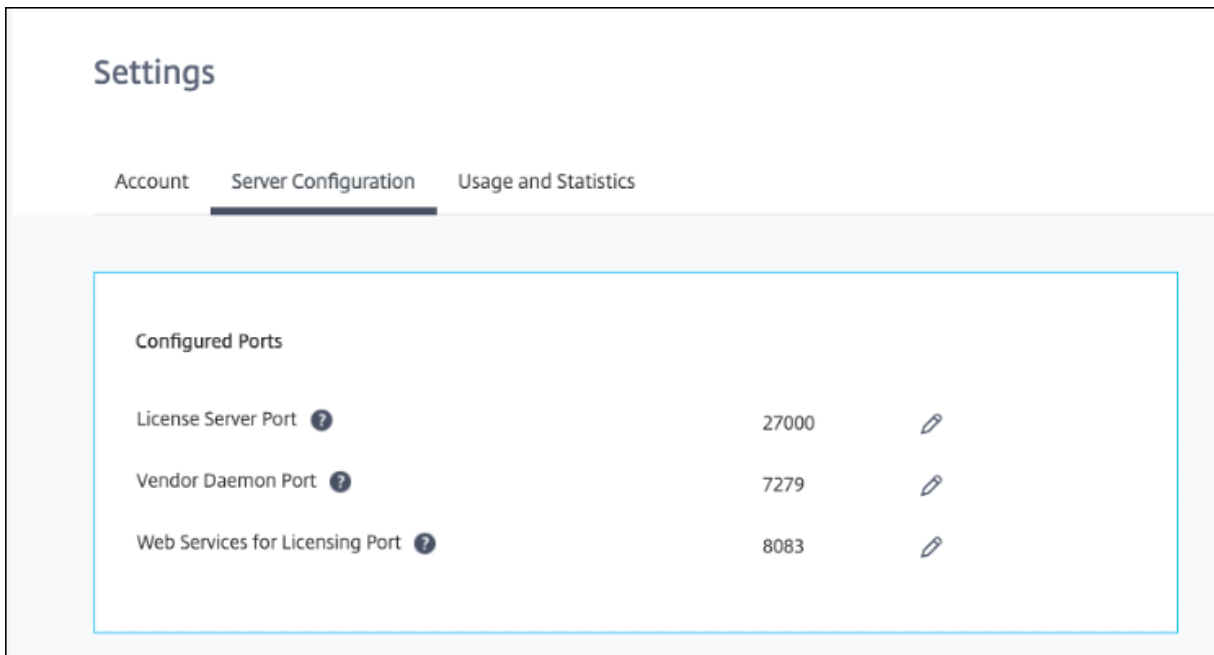 Settings
Account Server Configuration Usage and Statistics
Configured Ports
License Server Port ? 27000
Vendor Daemon Port ? 7279
Web Services for Licensing Port ? 8083